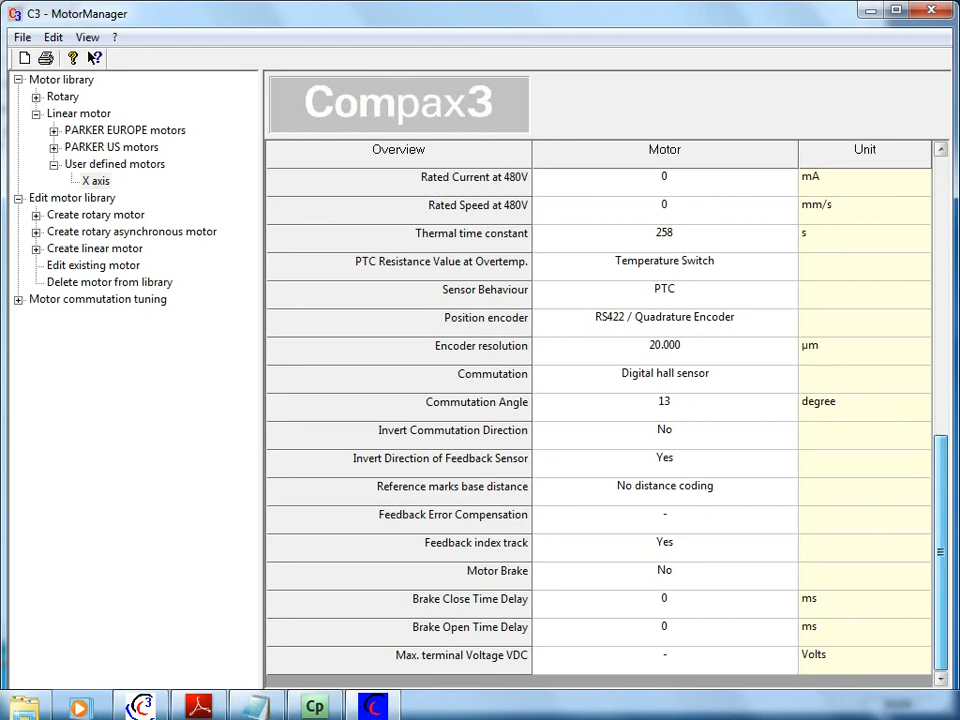 C3 - MotorManager
File Edit View ?
Motor library
Rotary
Linear motor
PARKER EUROPE motors
PARKER US motors
User defined motors
X axis
Edit motor library
Create rotary motor
Create rotary asynchronous motor
Create linear motor
Edit existing motor
Delete motor from library
Motor commutation tuning
Compax3
Overview Motor Unit
Rated Current at 480V 0 mA
Rated Speed at 480V 0 mm/s
Thermal time constant 258 s
PTC Resistance Value at Overtemp. Temperature Switch
Sensor Behaviour PTC
Position encoder RS422 / Quadrature Encoder
Encoder resolution 20.000 µm
Commutation Digital hall sensor
Commutation Angle 13 degree
Invert Commutation Direction No
Invert Direction of Feedback Sensor Yes
Reference marks base distance No distance coding
Feedback Error Compensation -
Feedback index track Yes
Motor Brake No
Brake Close Time Delay 0 ms
Brake Open Time Delay 0 ms
Max. terminal Voltage VDC - Volts
Cp